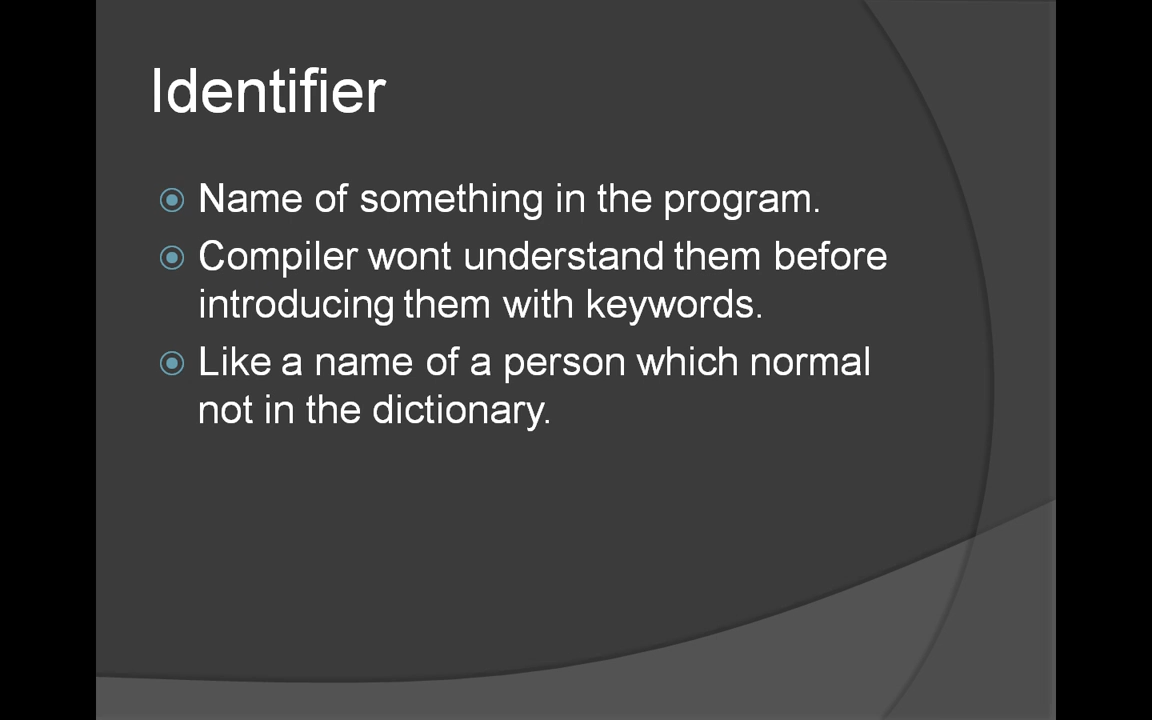 Identifier
Name of something in the program.
Compiler wont understand them before
introducing them with keywords.
Like a name of a person which normal
not in the dictionary.